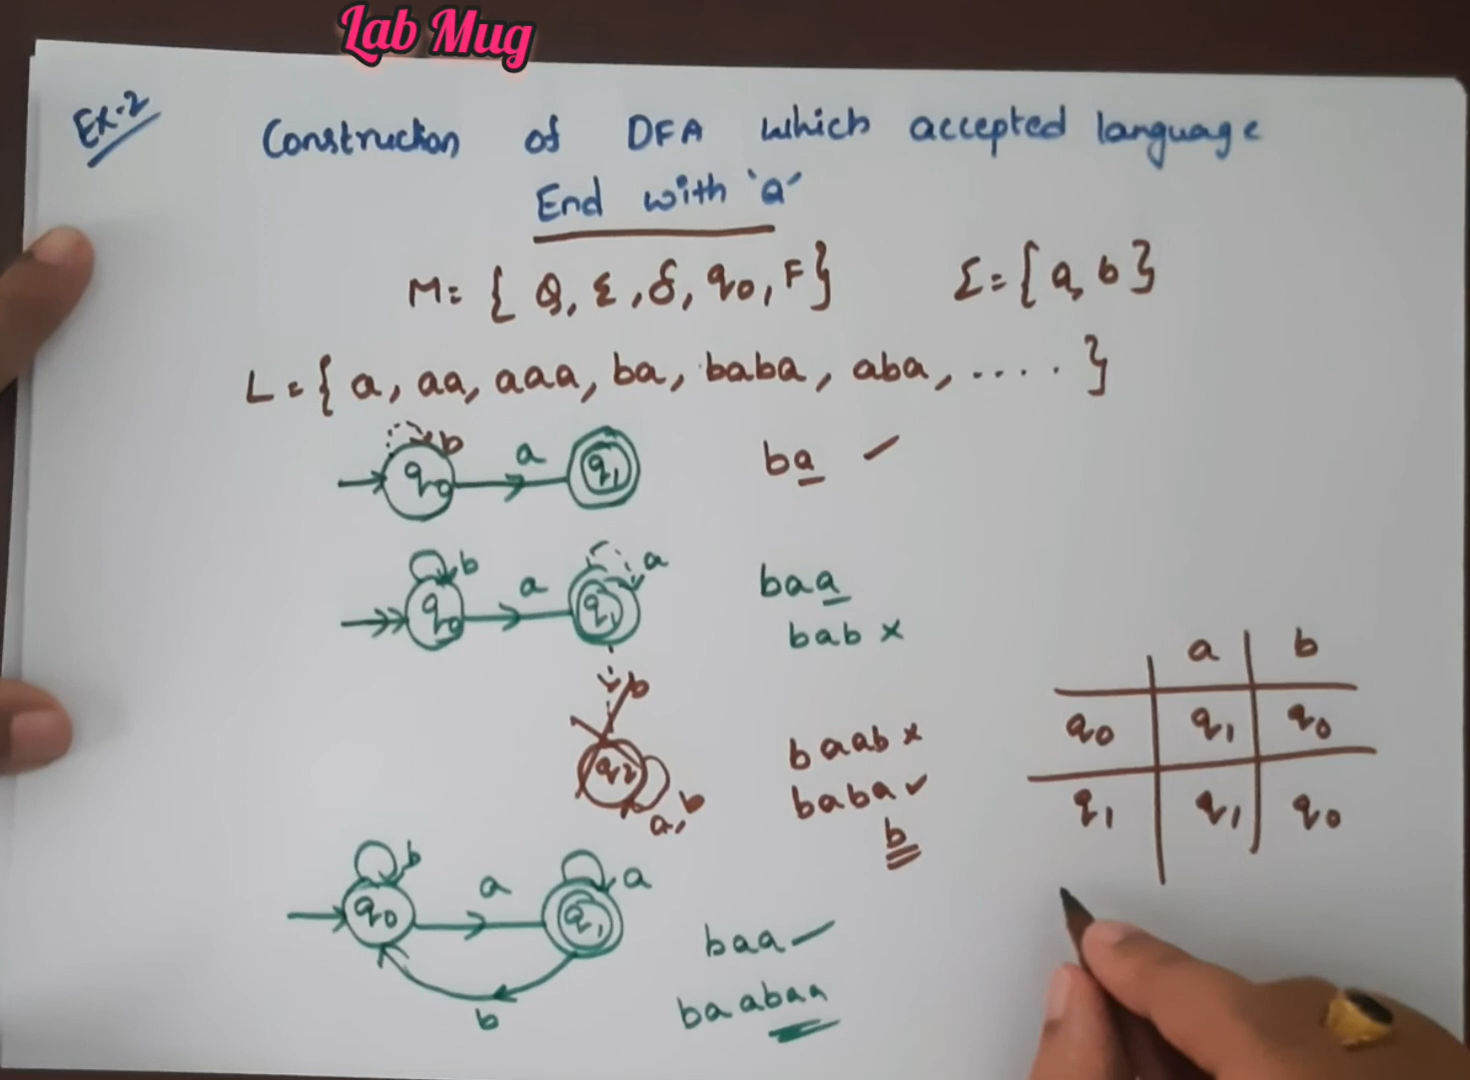 Lab Mug
Ex-2
Construction of DFA which accepted language
End with 'a'
M = { Q, Σ, δ, q0, F } Σ = { a, b }
L = { a, aa, aaa, ba, baba, aba, .... }
b
q0 a q1 ba ✓
b a
q0 a q1 baa
bab ×
b
q2
a, b
baab ×
baba ✓
b
a b
q0 q1 q0
q1 q1 q0
b a
q0 a q1
b
baa ✓
baabaa